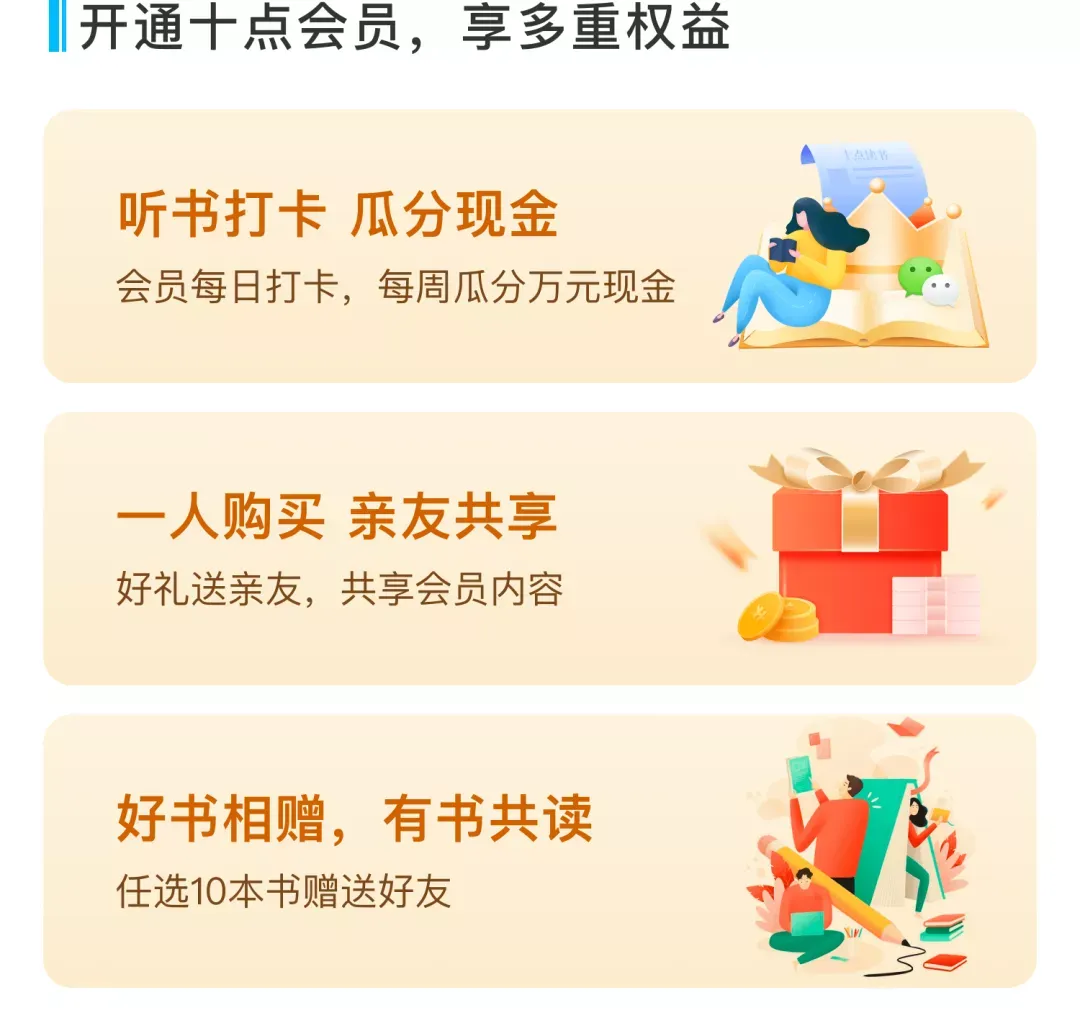 开通十点会员，享多重权益
听书打卡 瓜分现金
会员每日打卡，每周瓜分万元现金
十点读书
一人购买 亲友共享
好礼送亲友，共享会员内容
好书相赠，有书共读
任选10本书赠送好友